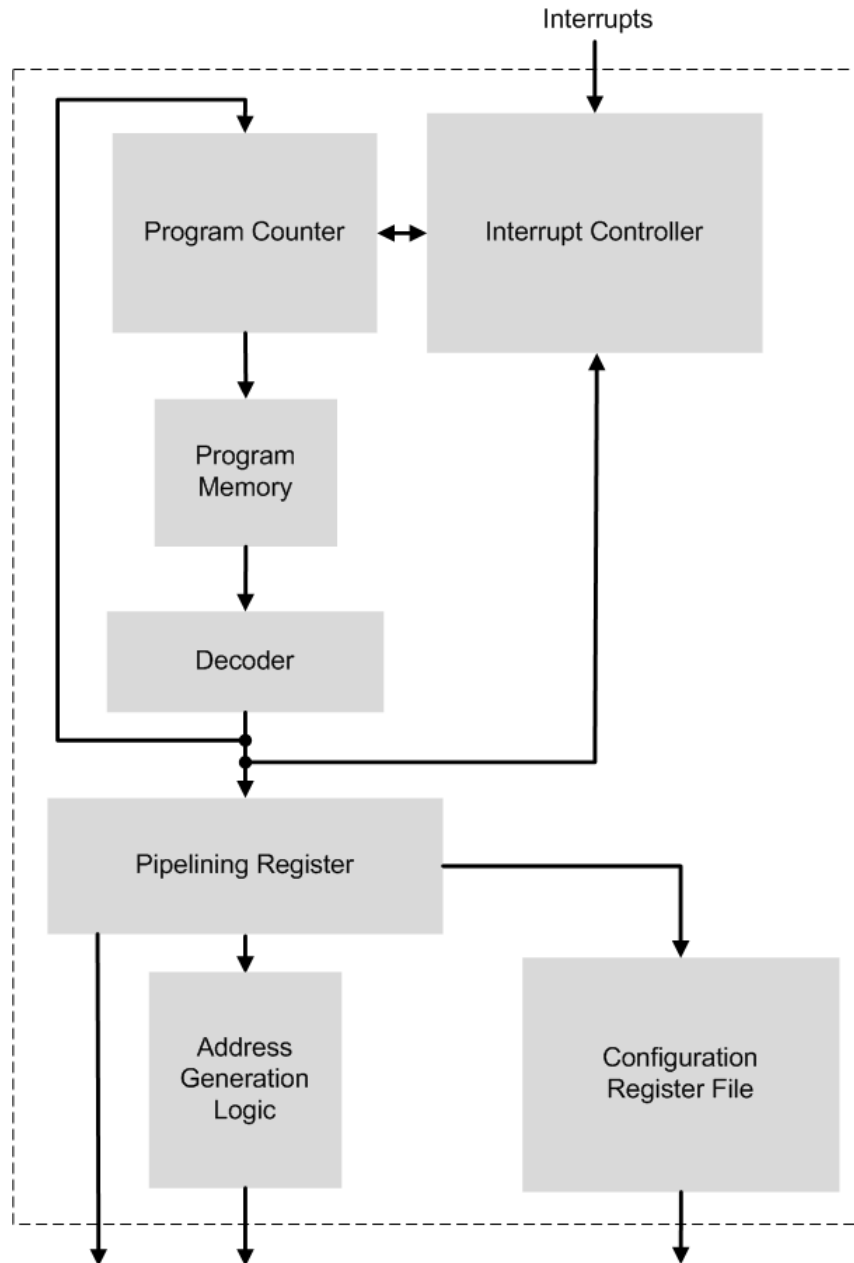 Interrupts
Program Counter
Interrupt Controller
Program
Memory
Decoder
Pipelining Register
Address
Generation
Logic
Configuration
Register File